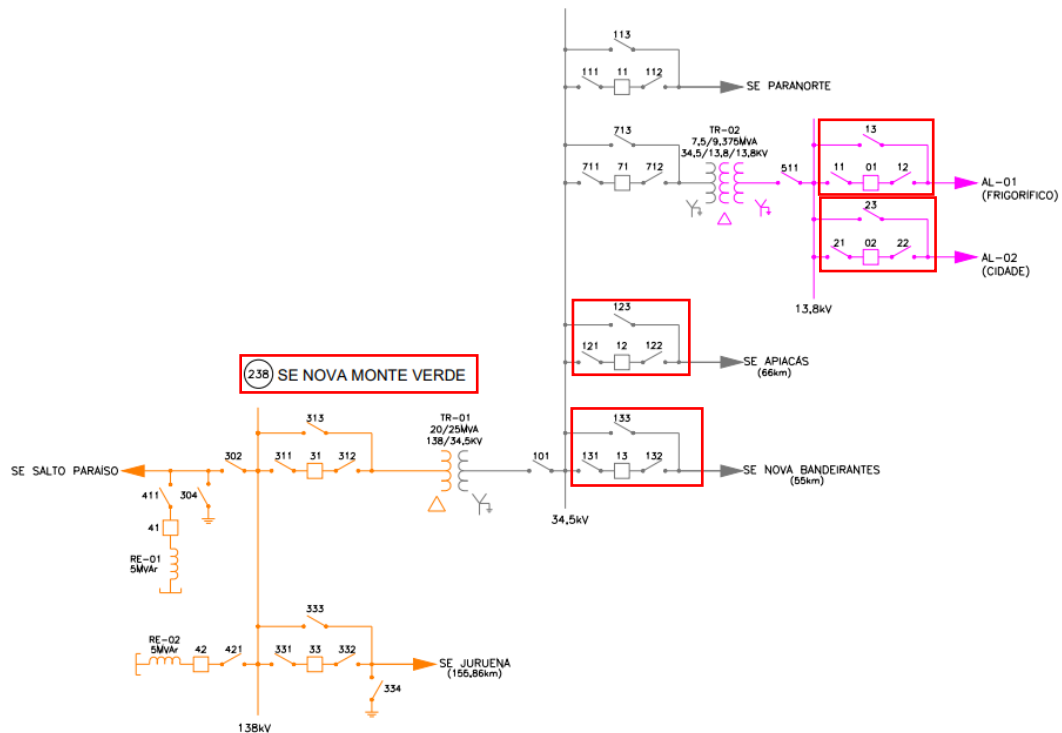 113
111 11 112
SE PARANORTE
713
TR-02
7.5/9.375MVA
34.5/13.8/13.8KV
711 71 712
511
13
11 01 12
AL-01
(FRIGORÍFICO)
23
21 02 22
AL-02
(CIDADE)
13.8kV
123
121 12 122
SE APIACÁS
(66km)
238 SE NOVA MONTE VERDE
313
TR-01
20/25MVA
138/34,5KV
133
SE SALTO PARAÍSO
302
311 31 312
101
131 13 132
SE NOVA BANDEIRANTES
(55km)
411
304
41
34.5kV
RE-01
5MVAr
333
RE-02
5MVAr
42 421
331 33 332
SE JURUENA
(155,86km)
334
138kV